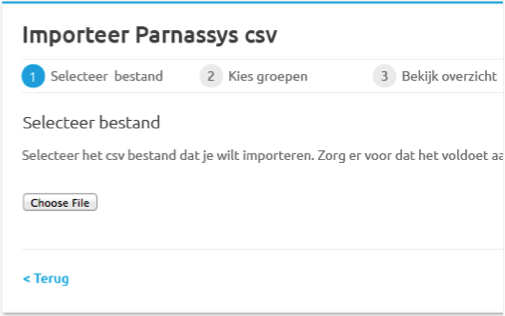 Importeer Parnassys csv
1 Selecteer bestand 2 Kies groepen 3 Bekijk overzicht
Selecteer bestand
Selecteer het csv bestand dat je wilt importeren. Zorg er voor dat het voldoet aa
Choose File
< Terug